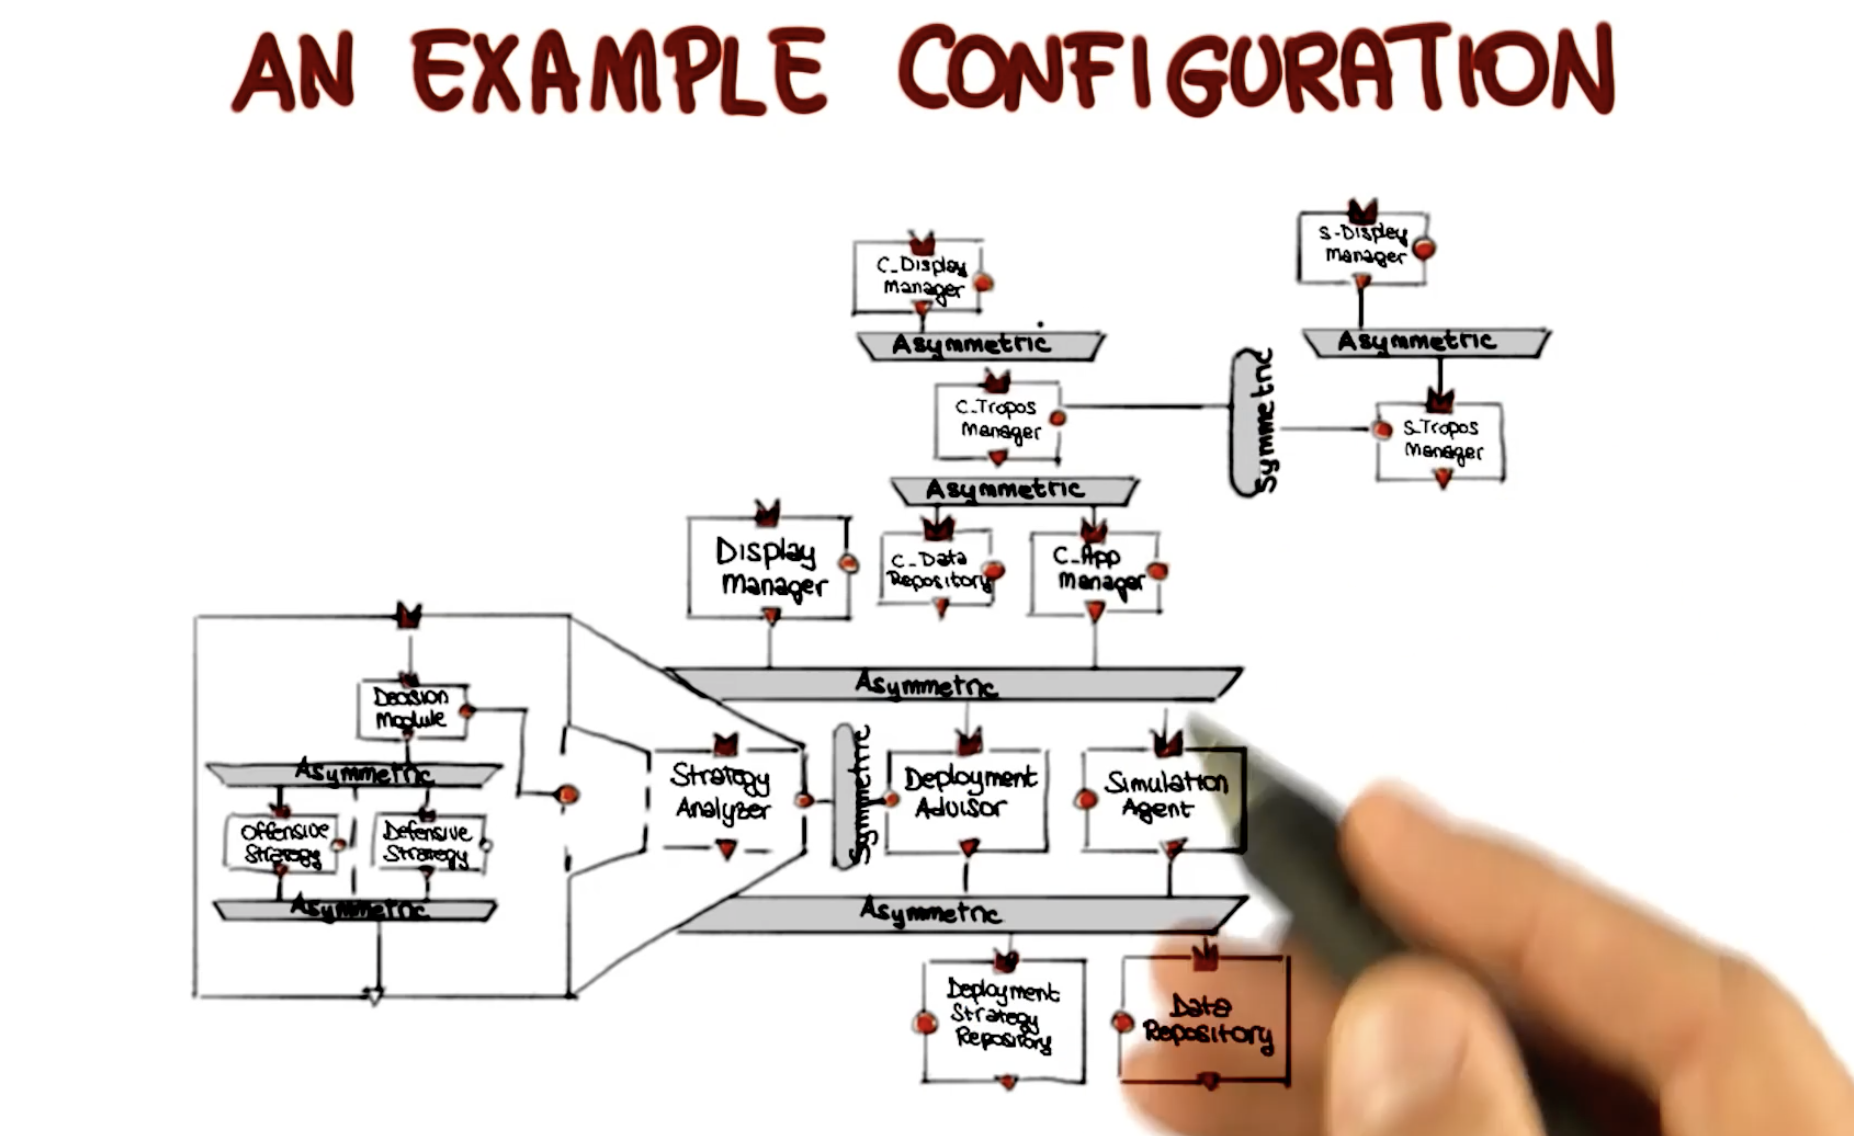 AN EXAMPLE CONFIGURATION
S-Display
Manager
C_Display
Manager
Asymmetric
Asymmetric
Symmetric
C_Tropos
Manager
S_Tropos
Manager
Asymmetric
Display
Manager
C_Data
Repository
C_App
Manager
Asymmetric
Decision
Module
Asymmetric
Offensive
Strategy
Defensive
Strategy
Asymmetric
Strategy
Analyzer
Symmetric
Deployment
Advisor
Simulation
Agent
Asymmetric
Deployment
Strategy
Repository
Data
Repository